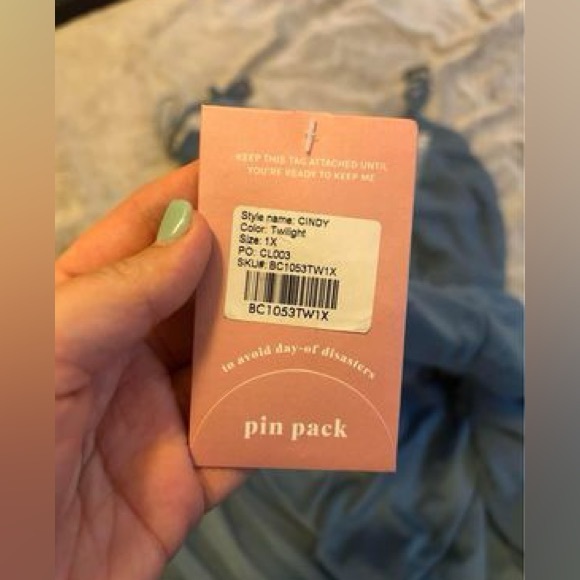 KEEP THIS TAG ATTACHED UNTIL
YOU'RE READY TO KEEP ME
Style name: CINDY
Color: Twilight
Size: 1X
PO: CL003
SKU#: BC1053TW1X
BC1053TW1X
to avoid day-of disasters
pin pack